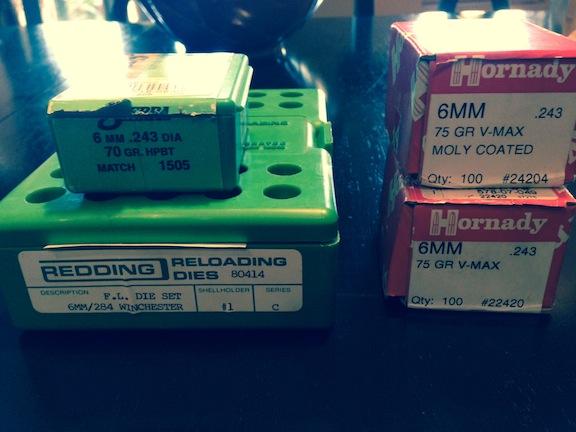 6 MM .243 DIA
70 GR. HPBT
MATCH 1505
REDDING RELOADING
DIES 80414
DESCRIPTION SHELLHOLDER SERIES
F.L. DIE SET
6MM/284 WINCHESTER #1 C
Hornady
6MM .243
75 GR V-MAX
MOLY COATED
Qty: 100 #24204
Hornady
6MM .243
75 GR V-MAX
Qty: 100 #22420